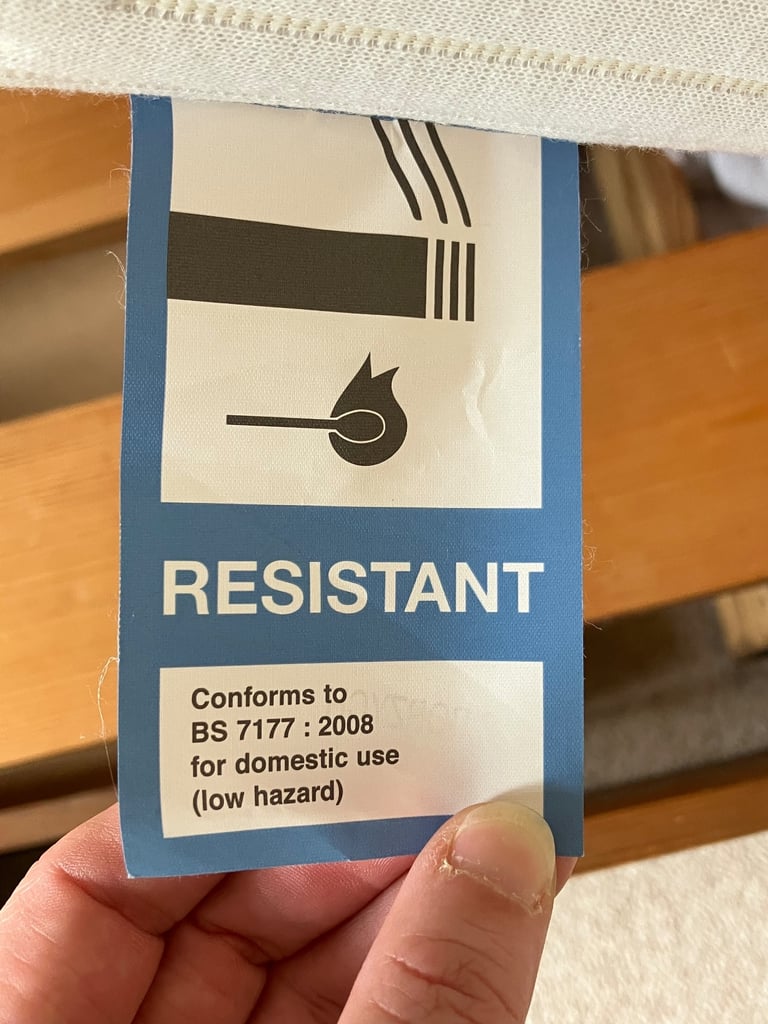 RESISTANT
Conforms to
BS 7177 : 2008
for domestic use
(low hazard)